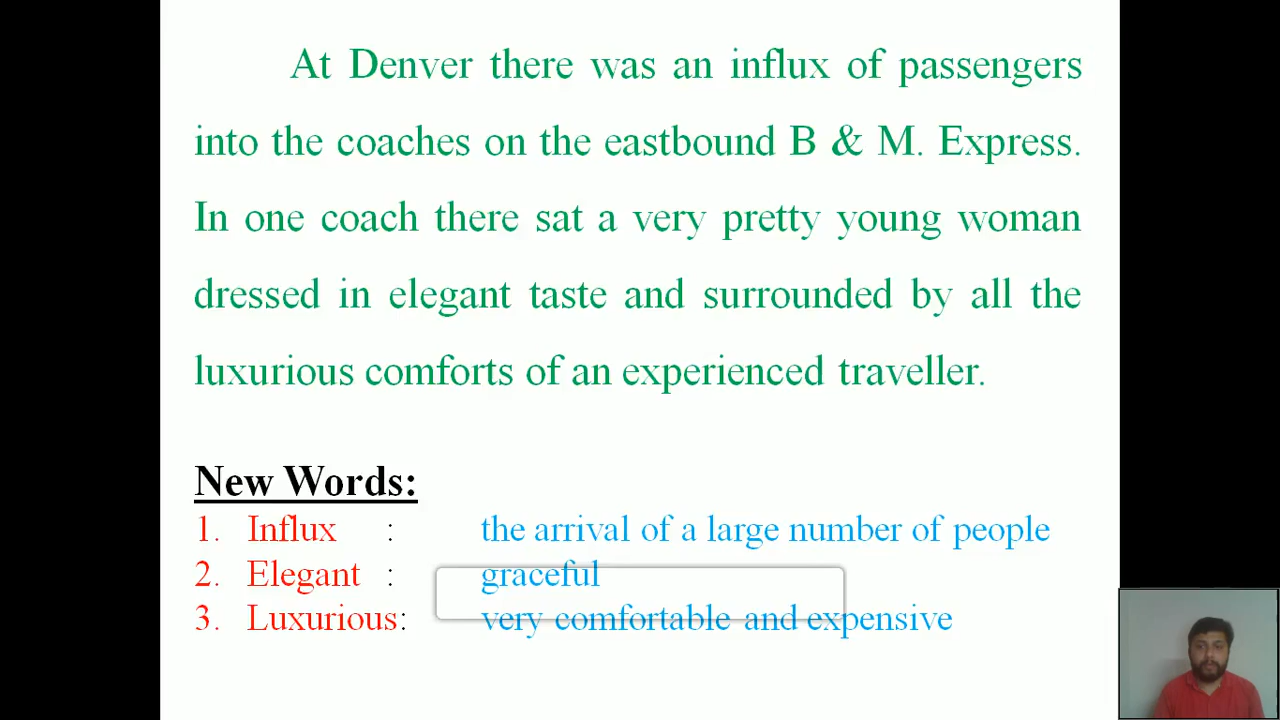 At Denver there was an influx of passengers
into the coaches on the eastbound B & M. Express.
In one coach there sat a very pretty young woman
dressed in elegant taste and surrounded by all the
luxurious comforts of an experienced traveller.
New Words:
1. Influx : the arrival of a large number of people
2. Elegant : graceful
3. Luxurious: very comfortable and expensive